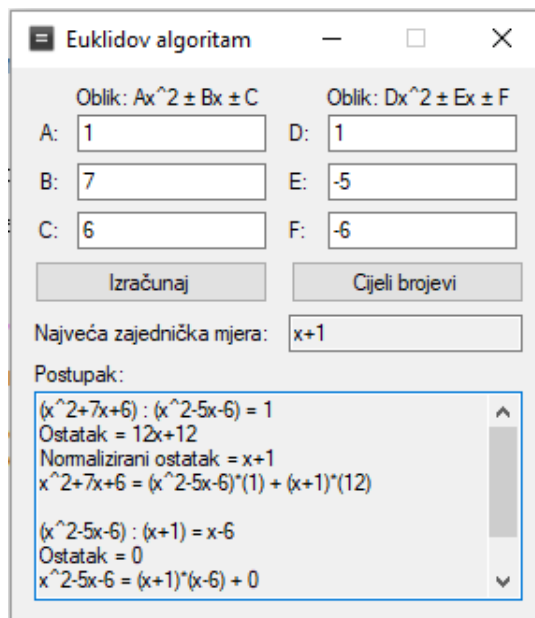 Euklidov algoritam
Oblik: Ax^2 ± Bx ± C Oblik: Dx^2 ± Ex ± F
A: 1 D: 1
B: 7 E: -5
C: 6 F: -6
Izračunaj Cijeli brojevi
Najveća zajednička mjera: x+1
Postupak:
(x^2+7x+6) : (x^2-5x-6) = 1
Ostatak = 12x+12
Normalizirani ostatak = x+1
x^2+7x+6 = (x^2-5x-6)*(1) + (x+1)*(12)
(x^2-5x-6) : (x+1) = x-6
Ostatak = 0
x^2-5x-6 = (x+1)*(x-6) + 0